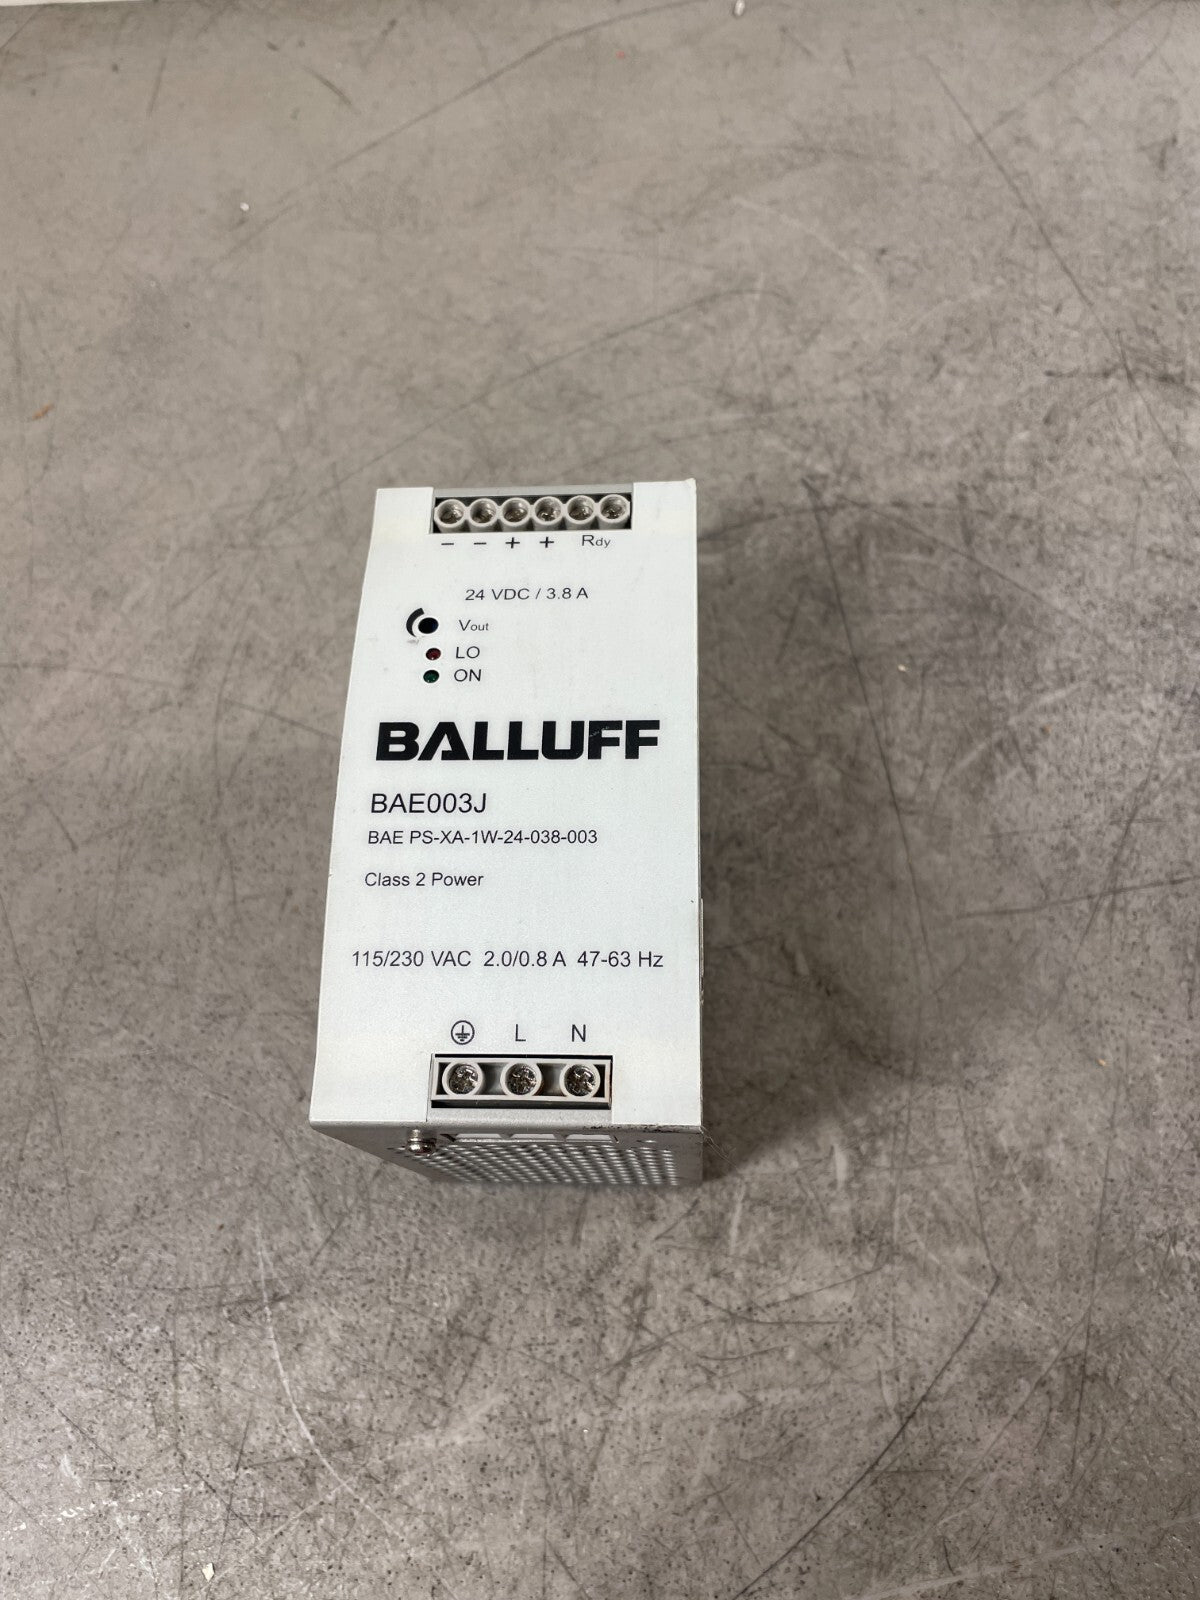 − − + + Rdy
24 VDC / 3.8 A
Vout
LO
ON
BALLUFF
BAE003J
BAE PS-XA-1W-24-038-003
Class 2 Power
115/230 VAC 2.0/0.8 A 47-63 Hz
L N